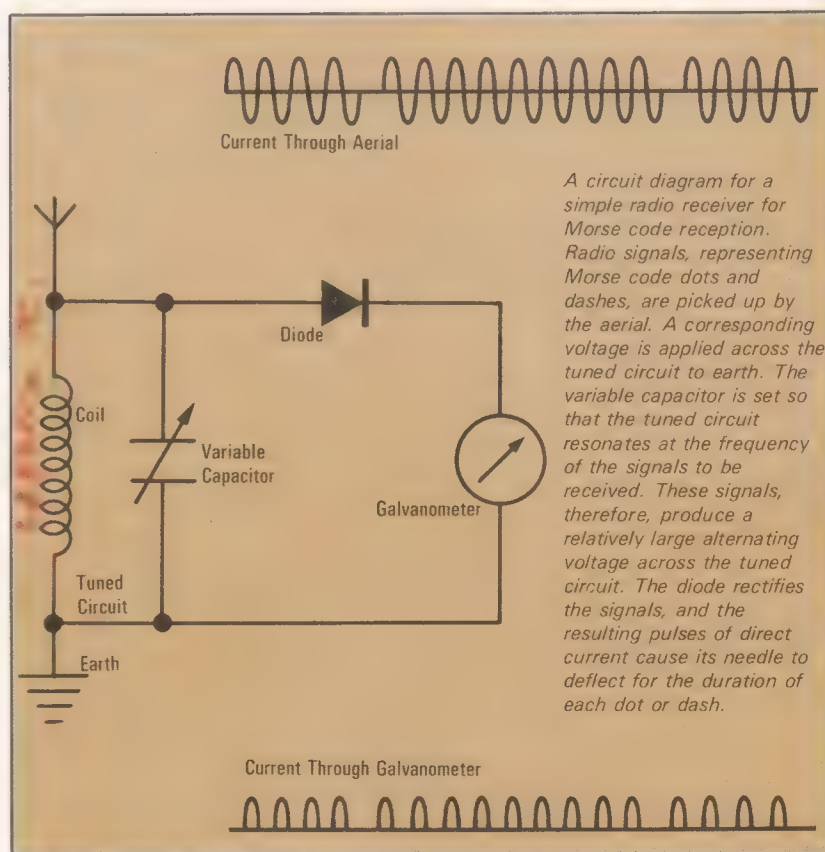 Current Through Aerial
A circuit diagram for a
simple radio receiver for
Morse code reception.
Radio signals, representing
Morse code dots and
dashes, are picked up by
the aerial. A corresponding
voltage is applied across the
tuned circuit to earth. The
variable capacitor is set so
that the tuned circuit
resonates at the frequency
of the signals to be
received. These signals,
therefore, produce a
relatively large alternating
voltage across the tuned
circuit. The diode rectifies
the signals, and the
resulting pulses of direct
current cause its needle to
deflect for the duration of
each dot or dash.
Diode
Coil
Variable
Capacitor
Galvanometer
Tuned
Circuit
Earth
Current Through Galvanometer